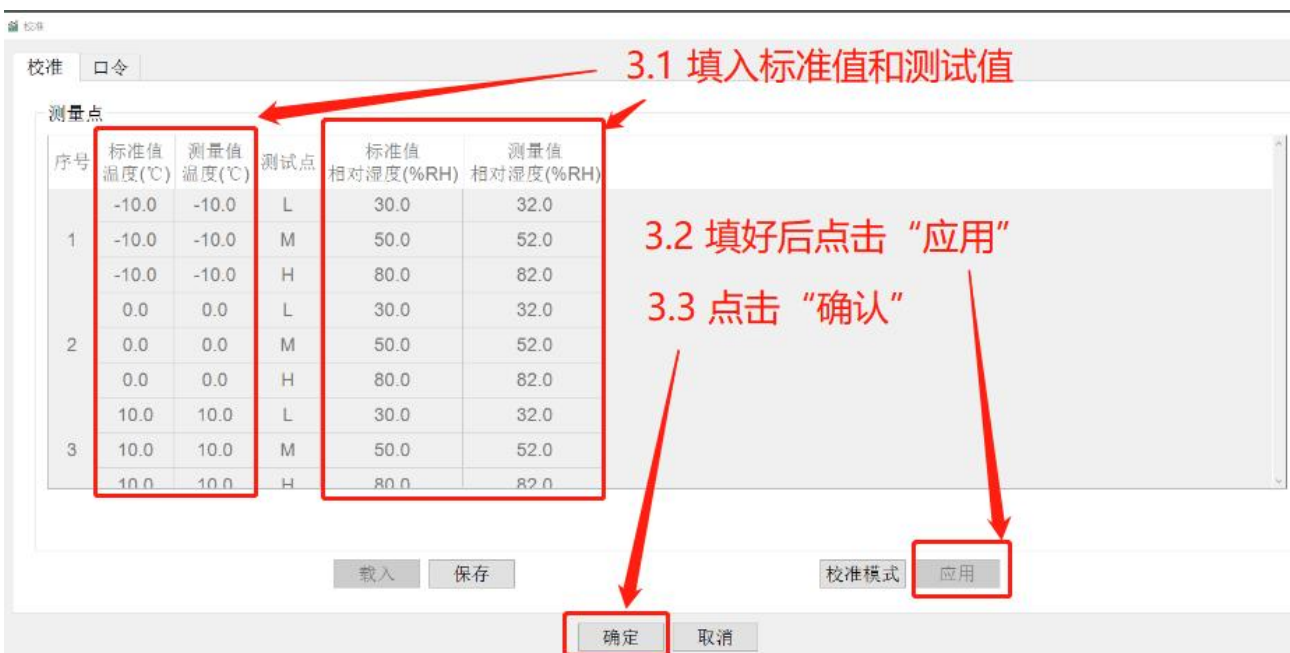 校准
校准 口令
3.1 填入标准值和测试值
测量点
序号 标准值 温度(℃) 测量值 温度(℃) 测试点 标准值 相对湿度(%RH) 测量值 相对湿度(%RH)
-10.0 -10.0 L 30.0 32.0
1 -10.0 -10.0 M 50.0 52.0
-10.0 -10.0 H 80.0 82.0
0.0 0.0 L 30.0 32.0
2 0.0 0.0 M 50.0 52.0
0.0 0.0 H 80.0 82.0
10.0 10.0 L 30.0 32.0
3 10.0 10.0 M 50.0 52.0
10.0 10.0 H 80.0 82.0
3.2 填好后点击“应用”
3.3 点击“确认”
载入 保存 校准模式 应用
确定 取消